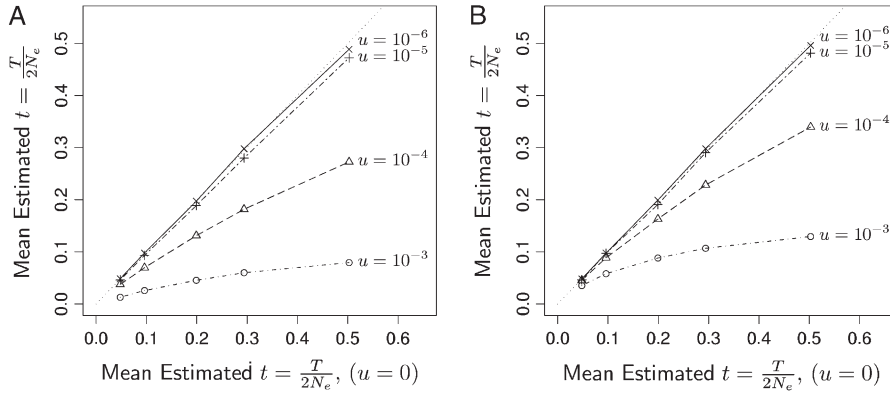 A
Mean Estimated t = T/2N_e
0.0 0.1 0.2 0.3 0.4 0.5
u = 10^-6
u = 10^-5
u = 10^-4
u = 10^-3
0.0 0.1 0.2 0.3 0.4 0.5 0.6
Mean Estimated t = T/2N_e, (u = 0)
B
Mean Estimated t = T/2N_e
0.0 0.1 0.2 0.3 0.4 0.5
u = 10^-6
u = 10^-5
u = 10^-4
u = 10^-3
0.0 0.1 0.2 0.3 0.4 0.5 0.6
Mean Estimated t = T/2N_e, (u = 0)